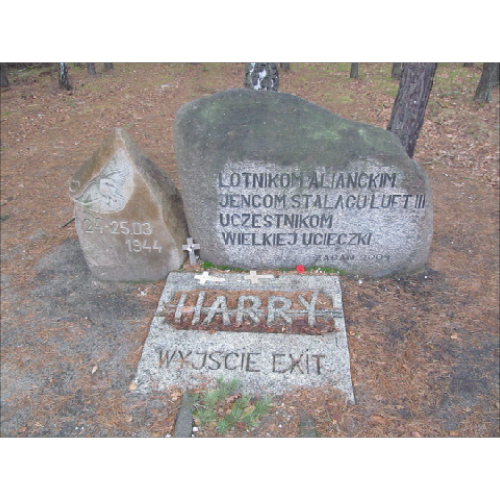 24-25.03
1944
LOTNIKOM ALIANCKIM
JEŃCOM STALAGU LUFT III
UCZESTNIKOM
WIELKIEJ UCIECZKI
ŻAGAŃ 2004
HARRY
WYJŚCIE EXIT